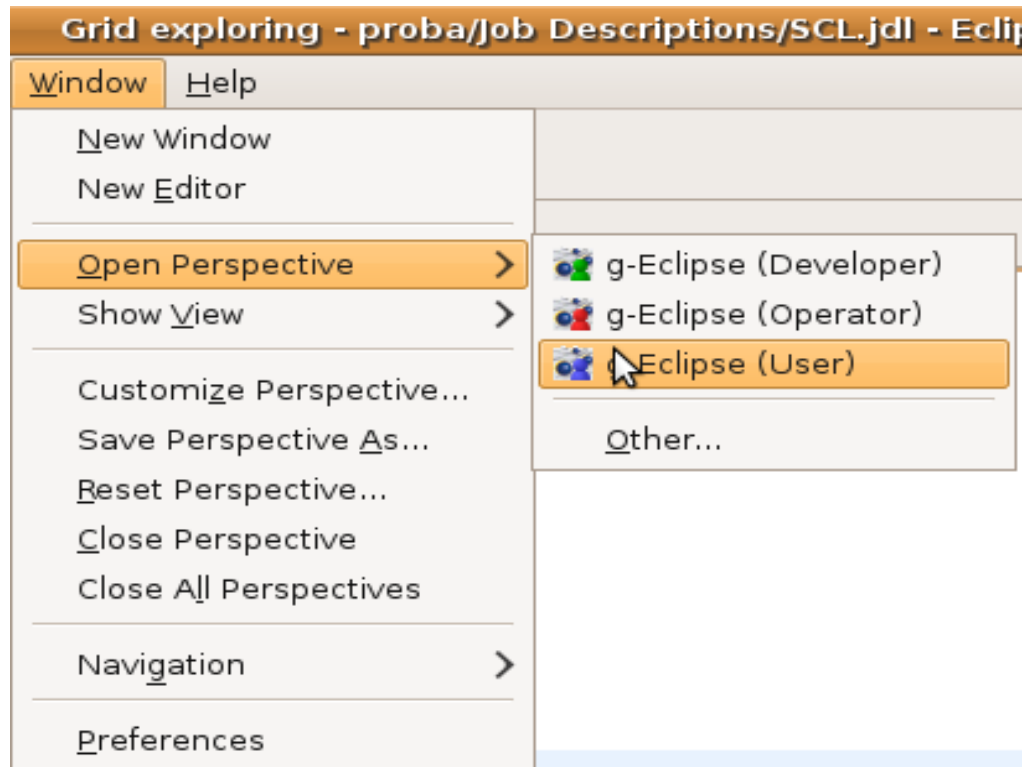 Grid exploring - proba/Job Descriptions/SCL.jdl -
Window Help
New Window
New Editor
Open Perspective
Show View
Customize Perspective...
Save Perspective As...
Reset Perspective...
Close Perspective
Close All Perspectives
Navigation
Preferences
g-Eclipse (Developer)
g-Eclipse (Operator)
Eclipse (User)
Other...